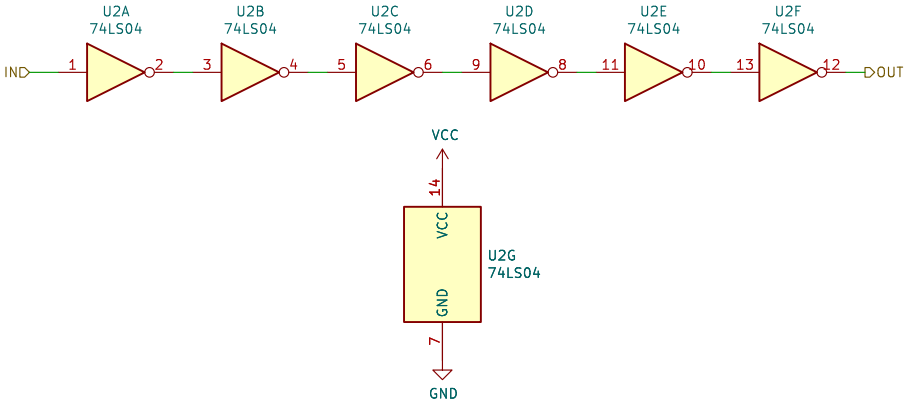 U2A
74LS04
U2B
74LS04
U2C
74LS04
U2D
74LS04
U2E
74LS04
U2F
74LS04
IN 1 2 3 4 5 6 9 8 11 10 13 12 OUT
VCC
14
VCC
U2G
74LS04
GND
7
GND